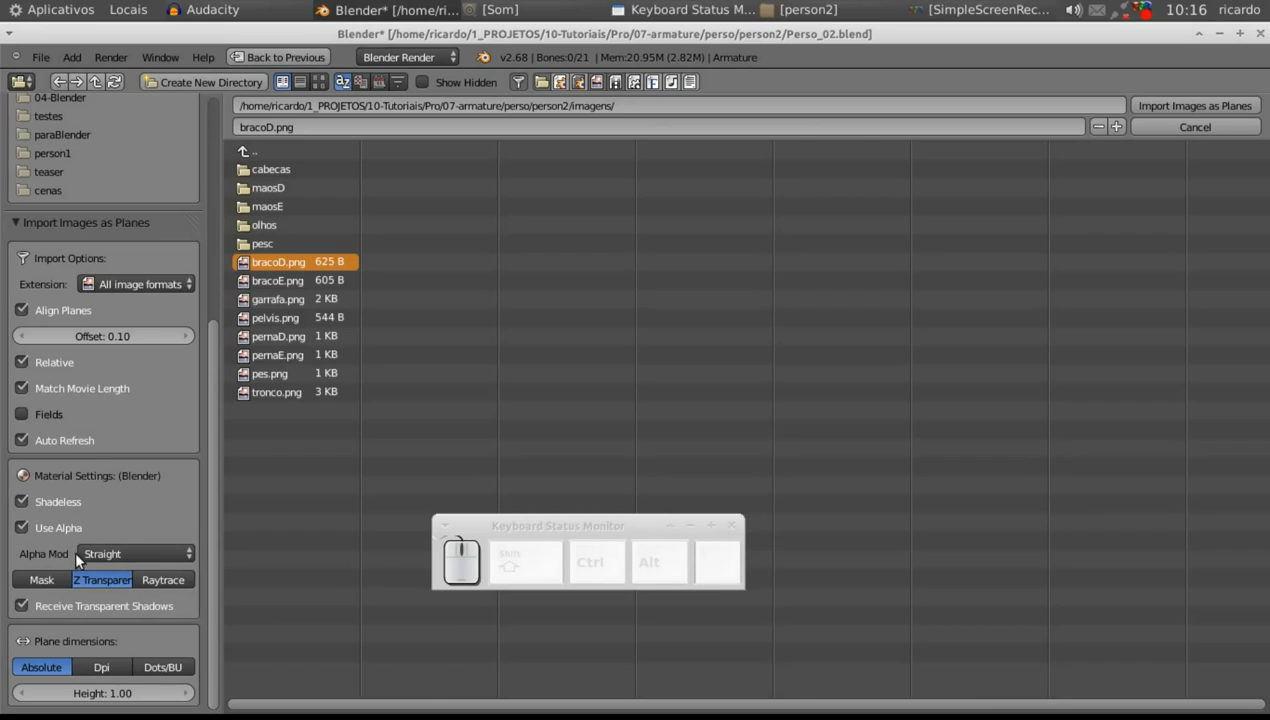 Aplicativos Locais Audacity Blender* [/home/ri... [Som] Keyboard Status M... [person2] [SimpleScreenRec... 10:16 ricardo
Blender* [/home/ricardo/1_PROJETOS/10-Tutoriais/Pro/07-armature/perso/person2/Perso_02.blend]
File Add Render Window Help Back to Previous Blender Render v2.68 | Bones:0/21 | Mem:20.95M (2.82M) | Armature
Create New Directory Show Hidden
04-Blender
testes
paraBlender
person1
teaser
cenas
Import Images as Planes
Import Options:
Extension: All image formats
Align Planes
Offset: 0.10
Relative
Match Movie Length
Fields
Auto Refresh
Material Settings: (Blender)
Shadeless
Use Alpha
Alpha Mod Straight
Mask Z Transparer Raytrace
Receive Transparent Shadows
Plane dimensions:
Absolute Dpi Dots/BU
Height: 1.00
/home/ricardo/1_PROJETOS/10-Tutoriais/Pro/07-armature/perso/person2/imagens/ Import Images as Planes
bracoD.png Cancel
..
cabecas
maosD
maosE
olhos
pesc
bracoD.png 625 B
bracoE.png 605 B
garrafa.png 2 KB
pelvis.png 544 B
pernaD.png 1 KB
pernaE.png 1 KB
pes.png 1 KB
tronco.png 3 KB
Keyboard Status Monitor
Shift Ctrl Alt